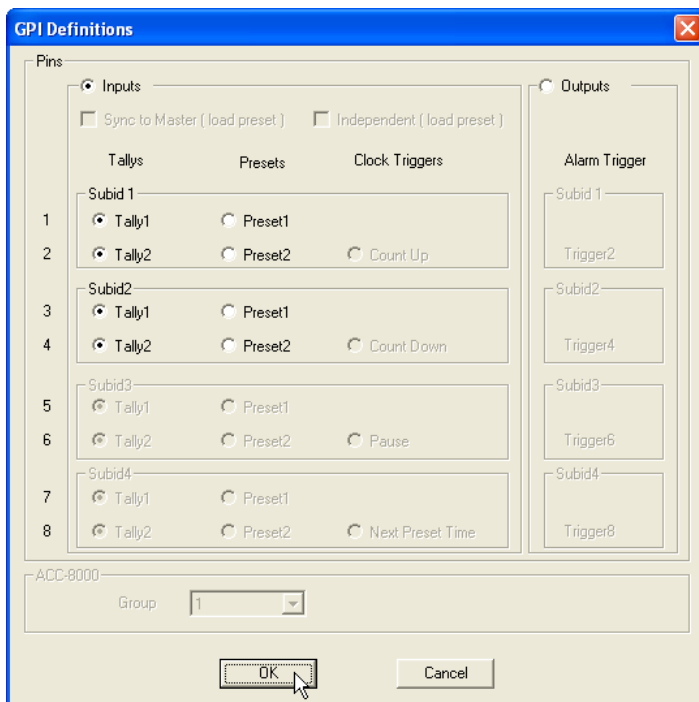 GPI Definitions
Pins
Inputs
Outputs
Sync to Master ( load preset )
Independent ( load preset )
Tallys Presets Clock Triggers Alarm Trigger
Subid 1 Subid 1
1 Tally1 Preset1
2 Tally2 Preset2 Count Up Trigger2
Subid2 Subid2
3 Tally1 Preset1
4 Tally2 Preset2 Count Down Trigger4
Subid3 Subid3
5 Tally1 Preset1
6 Tally2 Preset2 Pause Trigger6
Subid4 Subid4
7 Tally1 Preset1
8 Tally2 Preset2 Next Preset Time Trigger8
ACC-8000
Group 1
OK Cancel